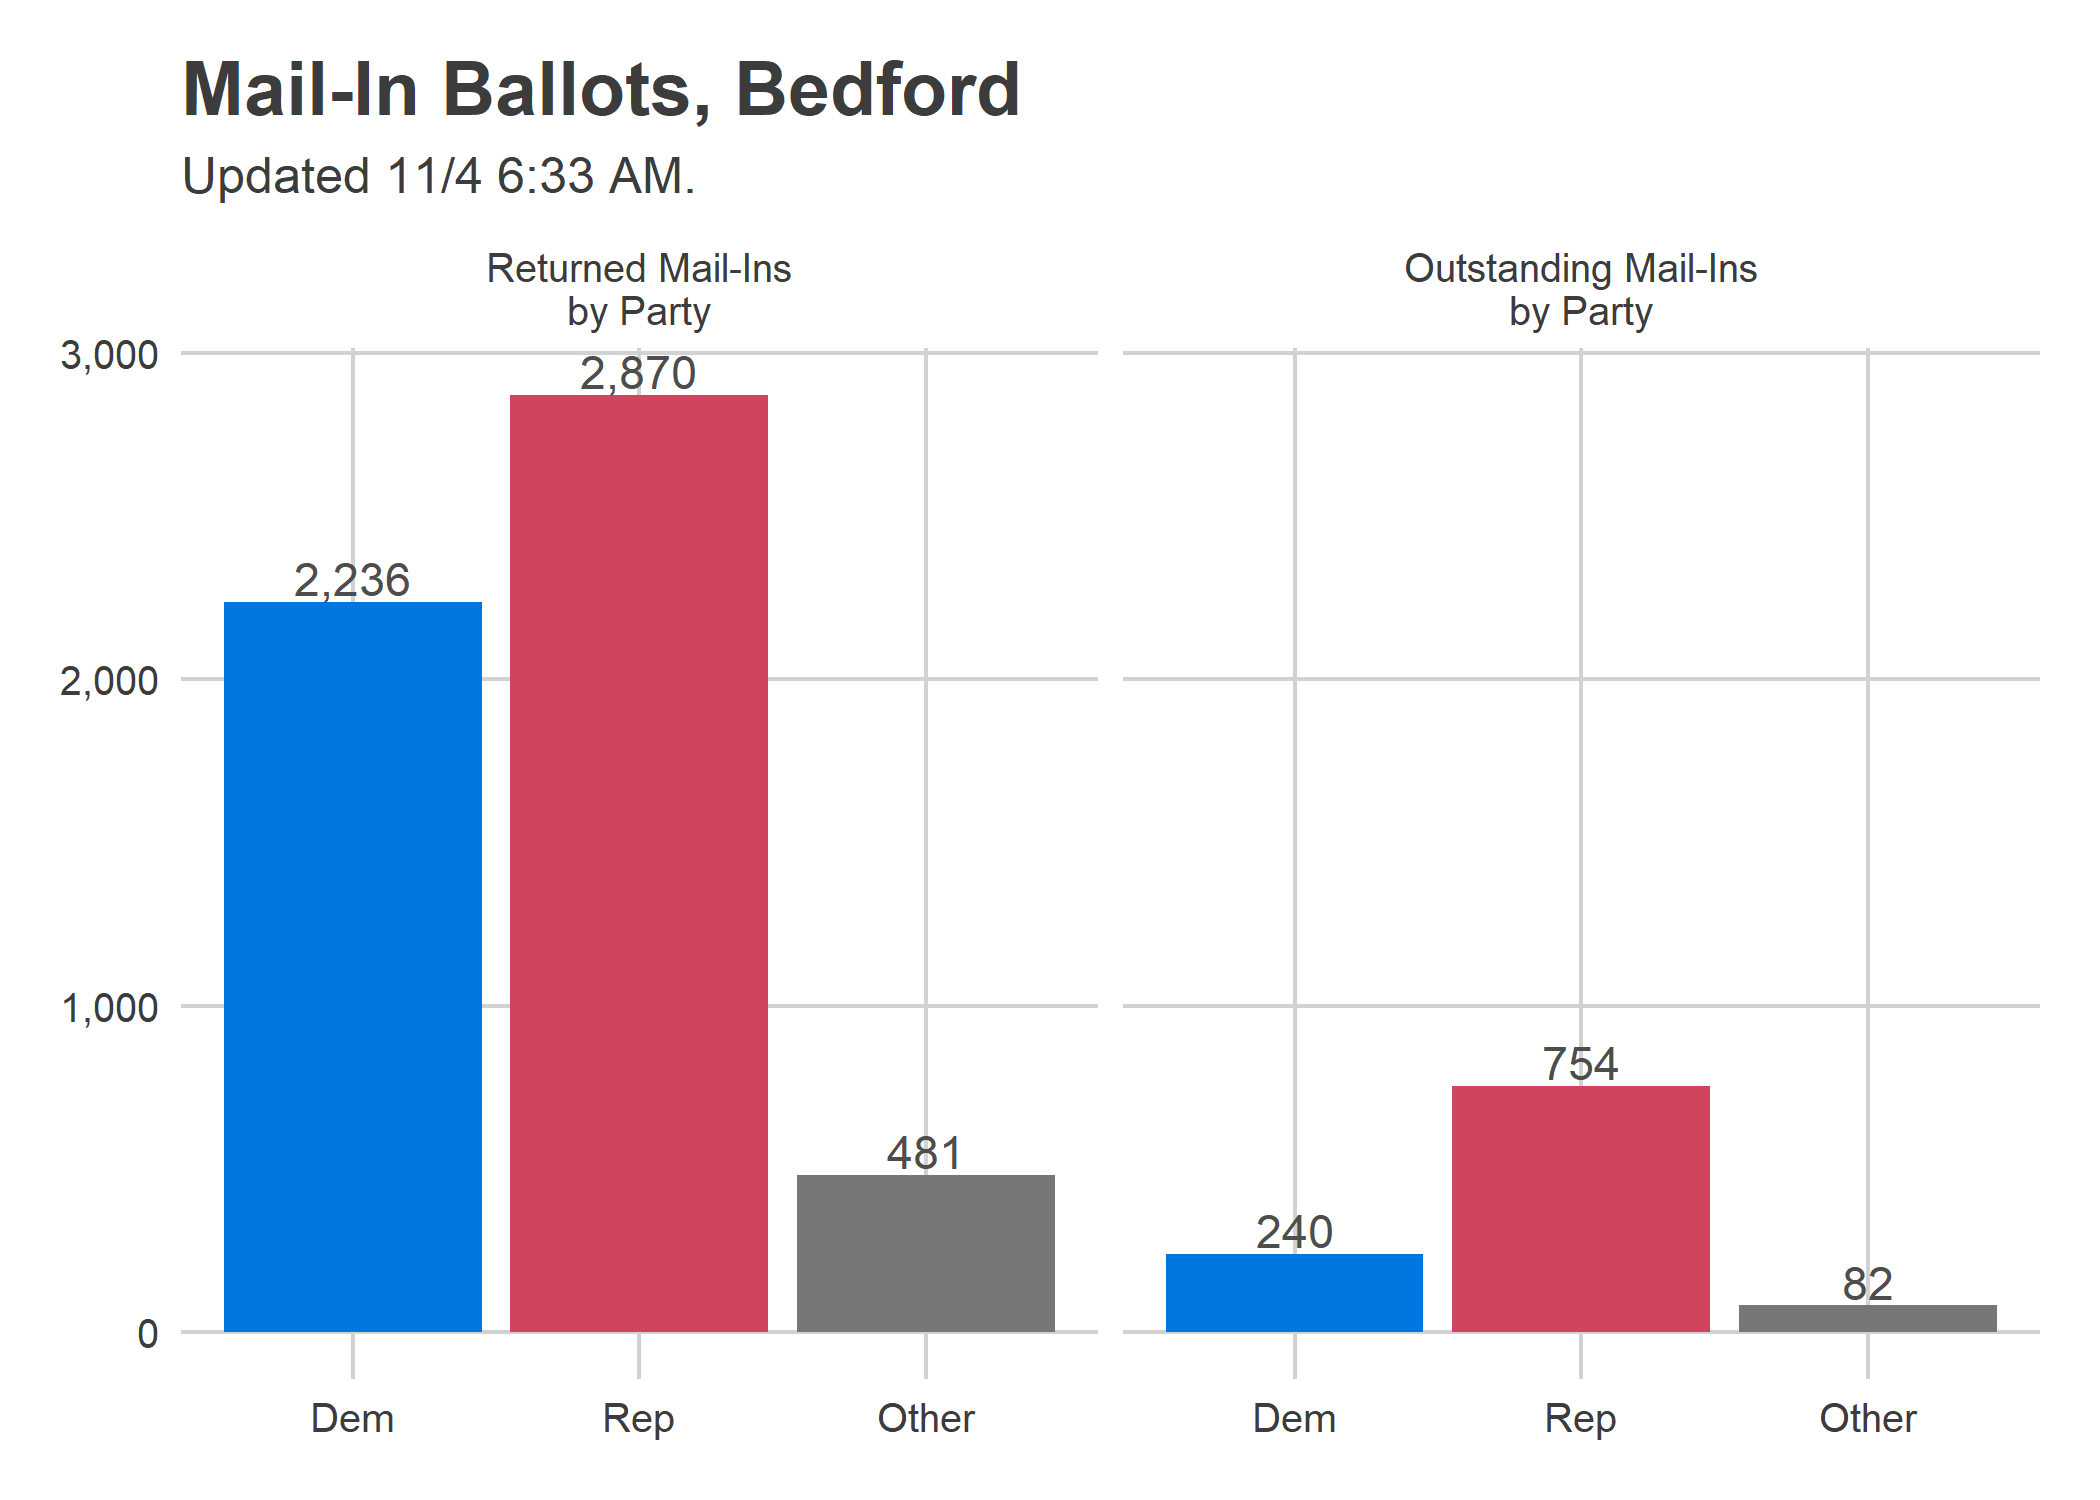 Mail-In Ballots, Bedford
Updated 11/4 6:33 AM.
Returned Mail-Ins
by Party
Outstanding Mail-Ins
by Party
3,000
2,000
1,000
0
2,236
2,870
481
240
754
82
Dem
Rep
Other
Dem
Rep
Other